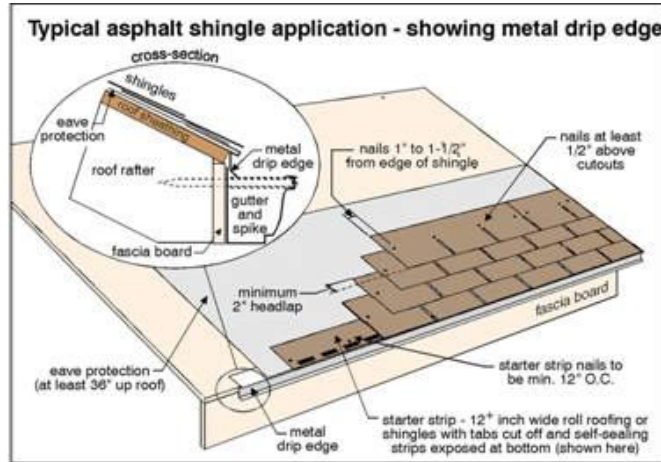 Typical asphalt shingle application - showing metal drip edge
cross-section
shingles
eave
protection
roof sheathing
metal
drip edge
roof rafter
gutter
and
spike
fascia board
nails 1" to 1-1/2"
from edge of shingle
nails at least
1/2" above
cutouts
minimum
2" headlap
fascia board
eave protection
(at least 36" up roof)
starter strip nails to
be min. 12" O.C.
metal
drip edge
starter strip - 12+ inch wide roll roofing or
shingles with tabs cut off and self-sealing
strips exposed at bottom (shown here)